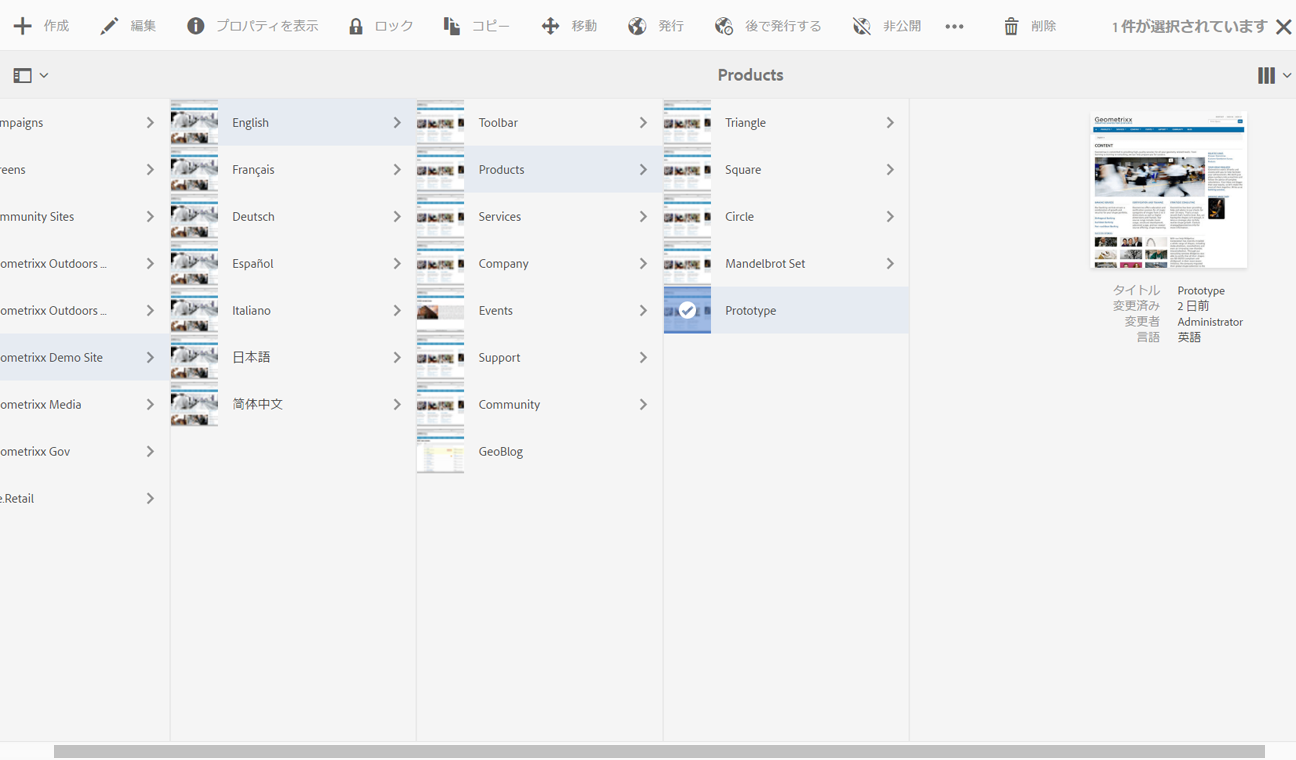 作成 編集 プロパティを表示 ロック コピー 移動 発行 後で発行する 非公開 削除 1 件が選択されています
Products
mpaigns English Toolbar Triangle
reens Français Products Square
mmunity Sites Deutsch Services Circle
ometrixx Outdoors ... Español Company Mandelbrot Set
ometrixx Outdoors ... Italiano Events Prototype
ometrixx Demo Site 日本語 Support
ometrixx Media 简体中文 Community
ometrixx Gov GeoBlog
e.Retail
Geometrixx
CONTENT
タイトル Prototype
変更済み 2 日前
変更者 Administrator
言語 英語